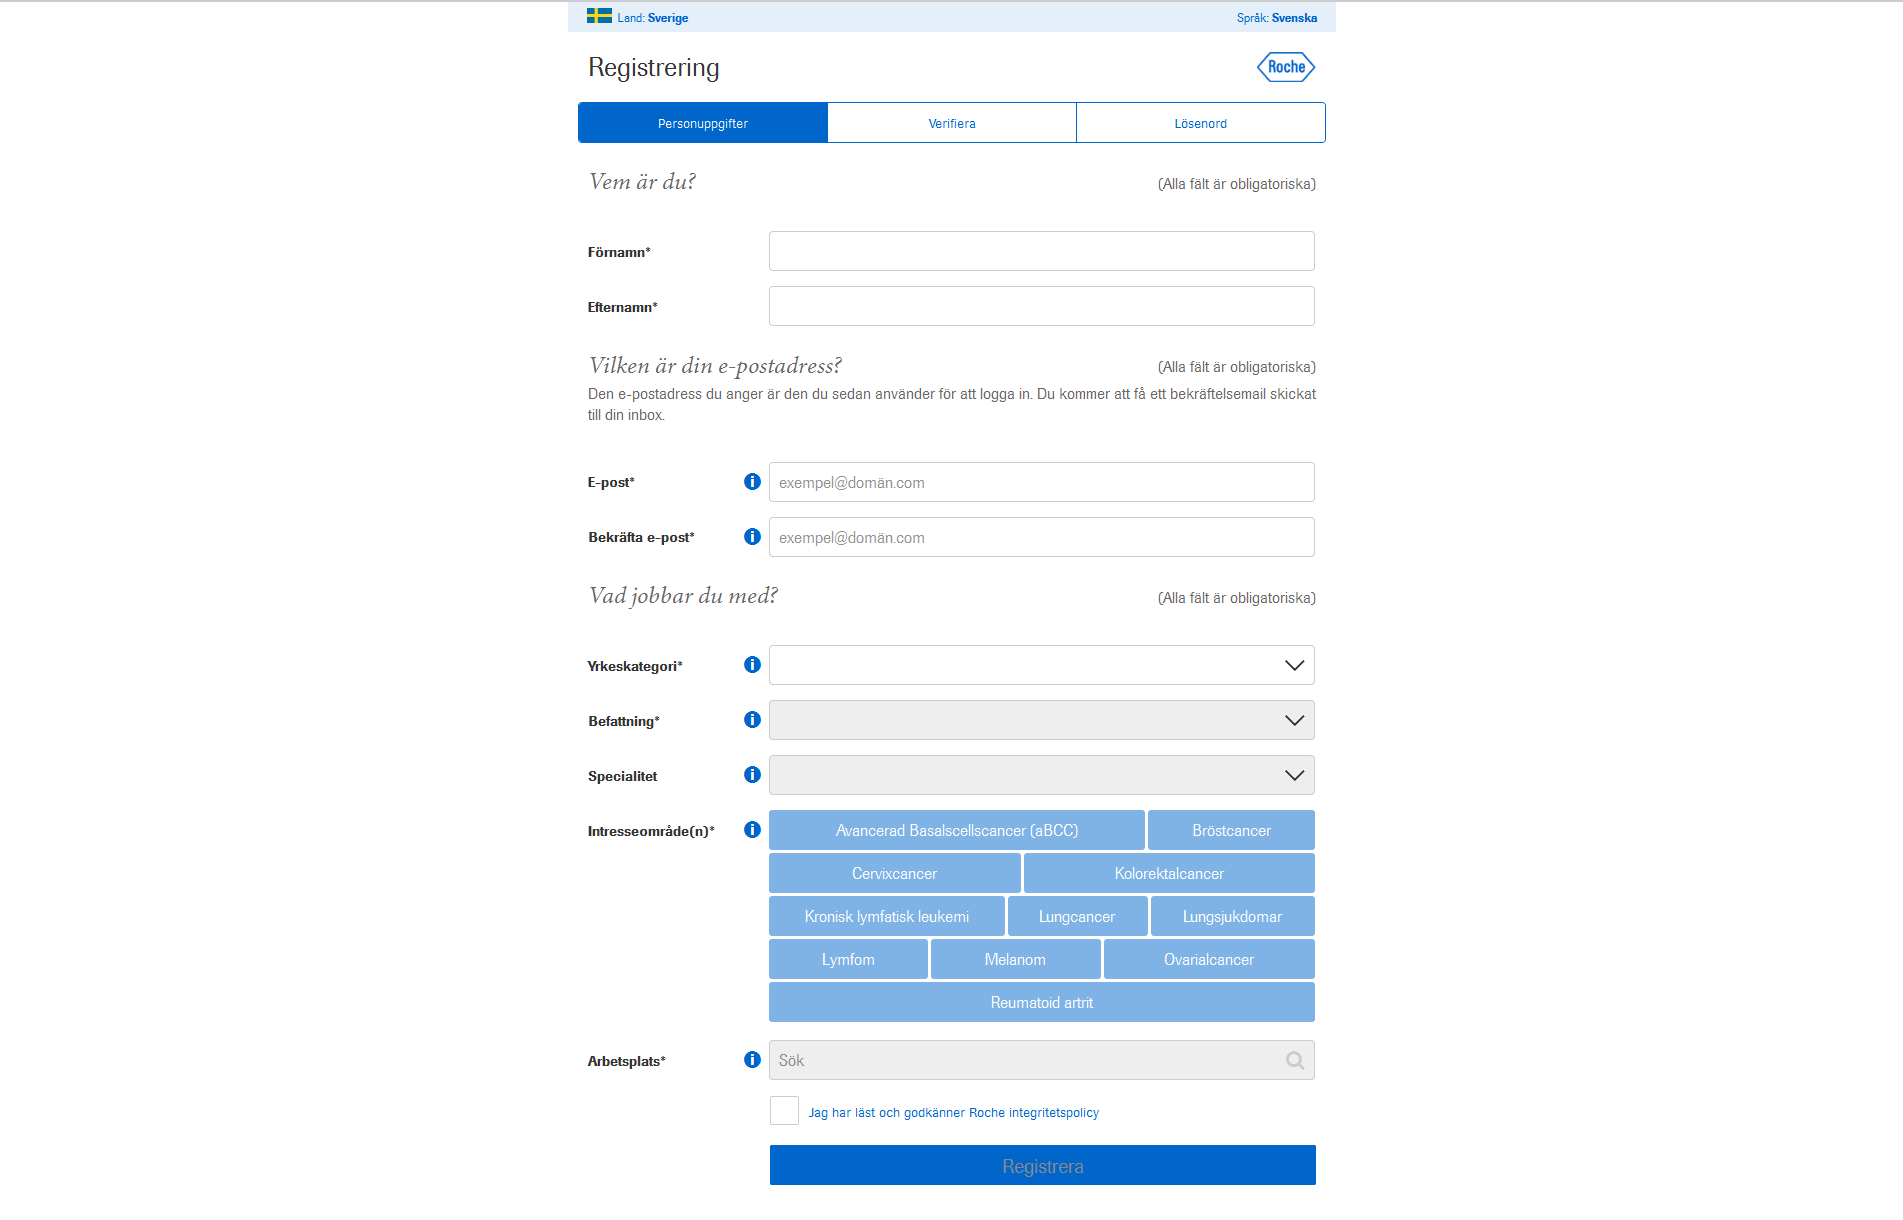 Land: Sverige
Språk: Svenska
Registrering
Roche
Personuppgifter
Verifiera
Lösenord
Vem är du?
(Alla fält är obligatoriska)
Förnamn*
Efternamn*
Vilken är din e-postadress?
(Alla fält är obligatoriska)
Den e-postadress du anger är den du sedan använder för att logga in. Du kommer att få ett bekräftelsemail skickat
till din inbox.
E-post*
exempel@domän.com
Bekräfta e-post*
exempel@domän.com
Vad jobbar du med?
(Alla fält är obligatoriska)
Yrkeskategori*
Befattning*
Specialitet
Intresseområde(n)*
Avancerad Basalscellscancer (aBCC)
Bröstcancer
Cervixcancer
Kolorektalcancer
Kronisk lymfatisk leukemi
Lungcancer
Lungsjukdomar
Lymfom
Melanom
Ovarialcancer
Reumatoid artrit
Arbetsplats*
Sök
Jag har läst och godkänner Roche integritetspolicy
Registrera